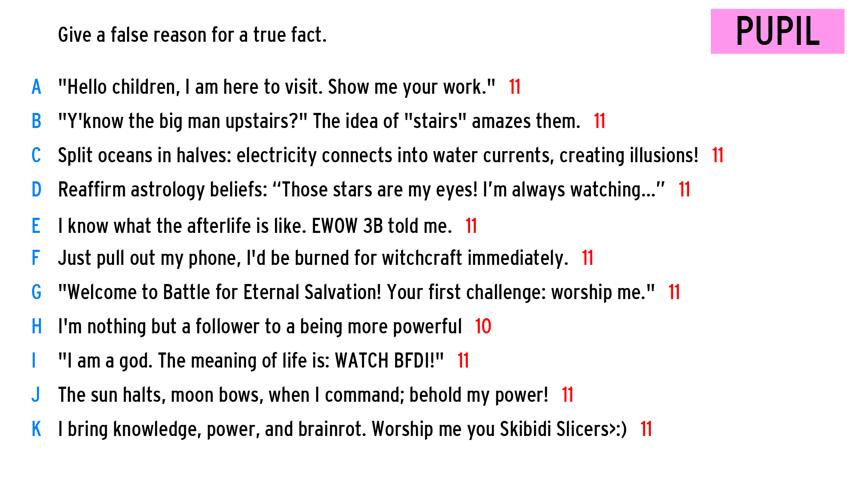 Give a false reason for a true fact.
PUPIL
A "Hello children, I am here to visit. Show me your work." 11
B "Y'know the big man upstairs?" The idea of "stairs" amazes them. 11
C Split oceans in halves: electricity connects into water currents, creating illusions! 11
D Reaffirm astrology beliefs: “Those stars are my eyes! I’m always watching...” 11
E I know what the afterlife is like. EWOW 3B told me. 11
F Just pull out my phone, I'd be burned for witchcraft immediately. 11
G "Welcome to Battle for Eternal Salvation! Your first challenge: worship me." 11
H I'm nothing but a follower to a being more powerful 10
I "I am a god. The meaning of life is: WATCH BFDI!" 11
J The sun halts, moon bows, when I command; behold my power! 11
K I bring knowledge, power, and brainrot. Worship me you Skibidi Slicers>:) 11